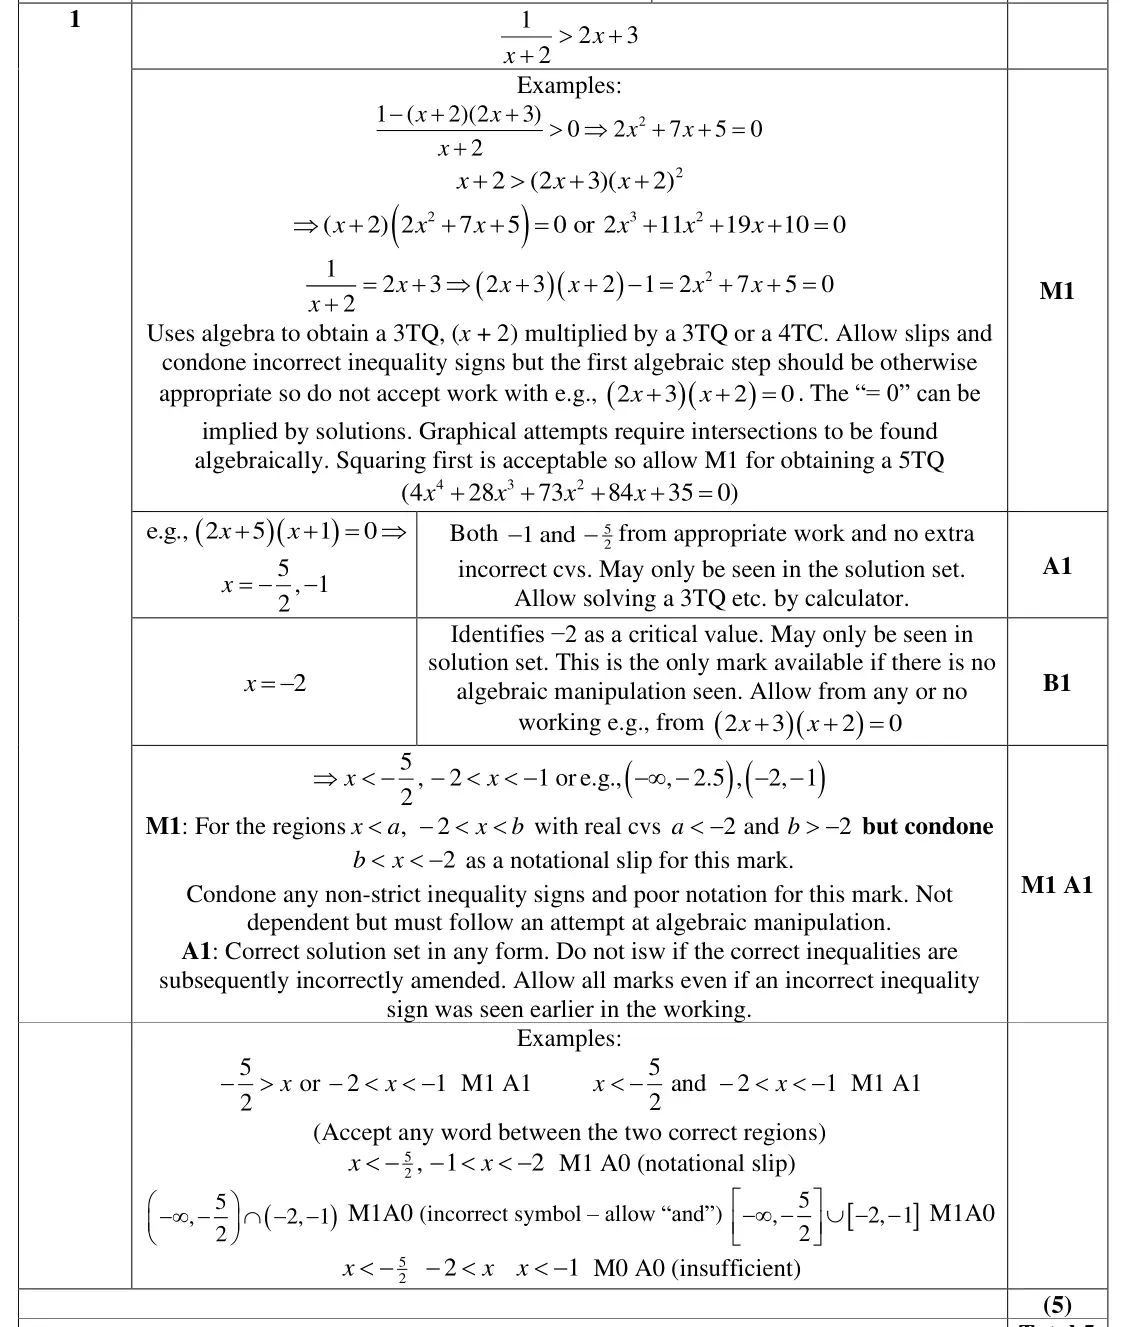 1
1/(x + 2) > 2x + 3
Examples:
(1 − (x + 2)(2x + 3))/(x + 2) > 0 ⇒ 2x² + 7x + 5 = 0
x + 2 > (2x + 3)(x + 2)²
⇒ (x + 2)(2x² + 7x + 5) = 0 or 2x³ + 11x² + 19x + 10 = 0
1/(x + 2) = 2x + 3 ⇒ (2x + 3)(x + 2) − 1 = 2x² + 7x + 5 = 0
Uses algebra to obtain a 3TQ, (x + 2) multiplied by a 3TQ or a 4TC. Allow slips and
condone incorrect inequality signs but the first algebraic step should be otherwise
appropriate so do not accept work with e.g., (2x + 3)(x + 2) = 0. The “= 0” can be
implied by solutions. Graphical attempts require intersections to be found
algebraically. Squaring first is acceptable so allow M1 for obtaining a 5TQ
(4x⁴ + 28x³ + 73x² + 84x + 35 = 0)
M1
e.g., (2x + 5)(x + 1) = 0 ⇒
x = −5/2, −1
Both −1 and −5/2 from appropriate work and no extra
incorrect cvs. May only be seen in the solution set.
Allow solving a 3TQ etc. by calculator.
A1
x = −2
Identifies −2 as a critical value. May only be seen in
solution set. This is the only mark available if there is no
algebraic manipulation seen. Allow from any or no
working e.g., from (2x + 3)(x + 2) = 0
B1
⇒ x < −5/2, −2 < x < −1 or e.g., (−∞, −2.5), (−2, −1)
M1: For the regions x < a, −2 < x < b with real cvs a < −2 and b > −2 but condone
b < x < −2 as a notational slip for this mark.
Condone any non-strict inequality signs and poor notation for this mark. Not
dependent but must follow an attempt at algebraic manipulation.
A1: Correct solution set in any form. Do not isw if the correct inequalities are
subsequently incorrectly amended. Allow all marks even if an incorrect inequality
sign was seen earlier in the working.
M1 A1
Examples:
−5/2 > x or −2 < x < −1 M1 A1 x < −5/2 and −2 < x < −1 M1 A1
(Accept any word between the two correct regions)
x < −5/2, −1 < x < −2 M1 A0 (notational slip)
(−∞, −5/2) ∩ (−2, −1) M1A0 (incorrect symbol – allow “and”) [−∞, −5/2] ∪ [−2, −1] M1A0
x < −5/2 −2 < x x < −1 M0 A0 (insufficient)
(5)
Total 5